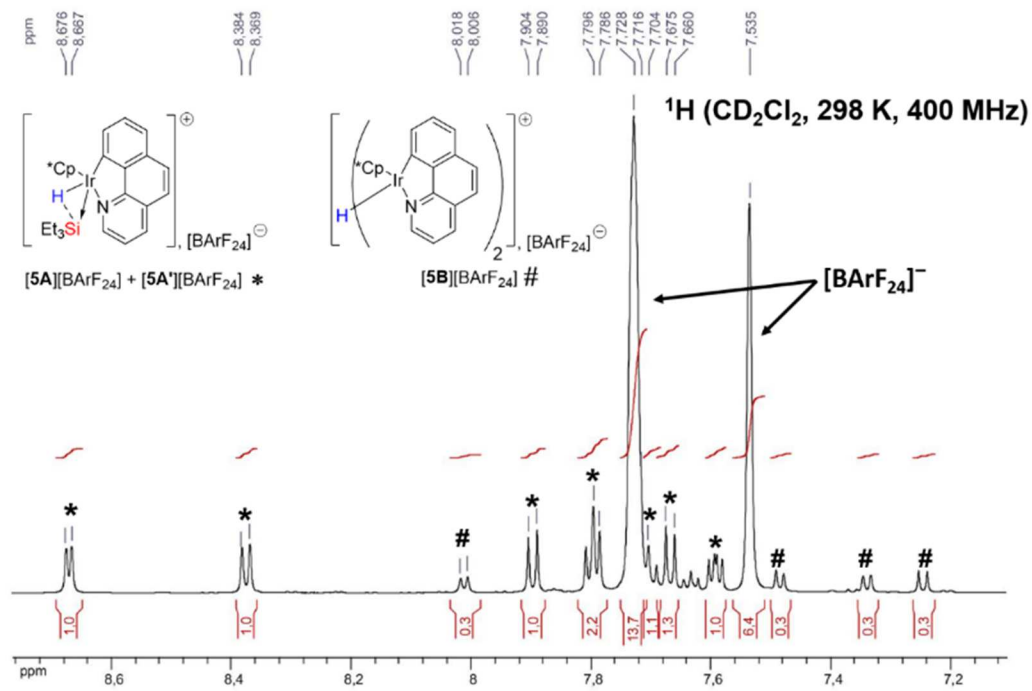 ppm
8,676
8,667
8,384
8,369
8,018
8,006
7,904
7,890
7,796
7,786
7,728
7,716
7,704
7,675
7,660
7,535
¹H (CD₂Cl₂, 298 K, 400 MHz)
⊕
*Cp
Ir
H
N
Et₃Si
, [BArF₂₄]⊖
[5A][BArF₂₄] + [5A'][BArF₂₄] *
⊕
*Cp
Ir
N
H
2
, [BArF₂₄]⊖
[5B][BArF₂₄] #
[BArF₂₄]⁻
* * # * * * * * # # #
1.0 1.0 0.3 1.0 2.2 13.7 1.1 1.3 1.0 6.4 0.3 0.3 0.3
ppm 8,6 8,4 8,2 8 7,8 7,6 7,4 7,2